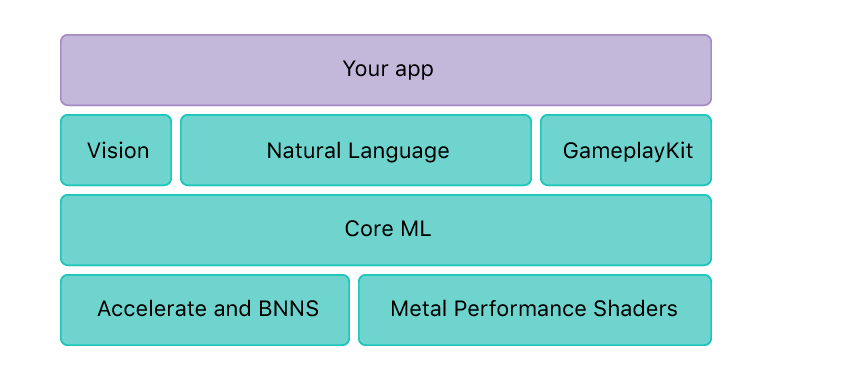 Your app
Vision
Natural Language
GameplayKit
Core ML
Accelerate and BNNS
Metal Performance Shaders